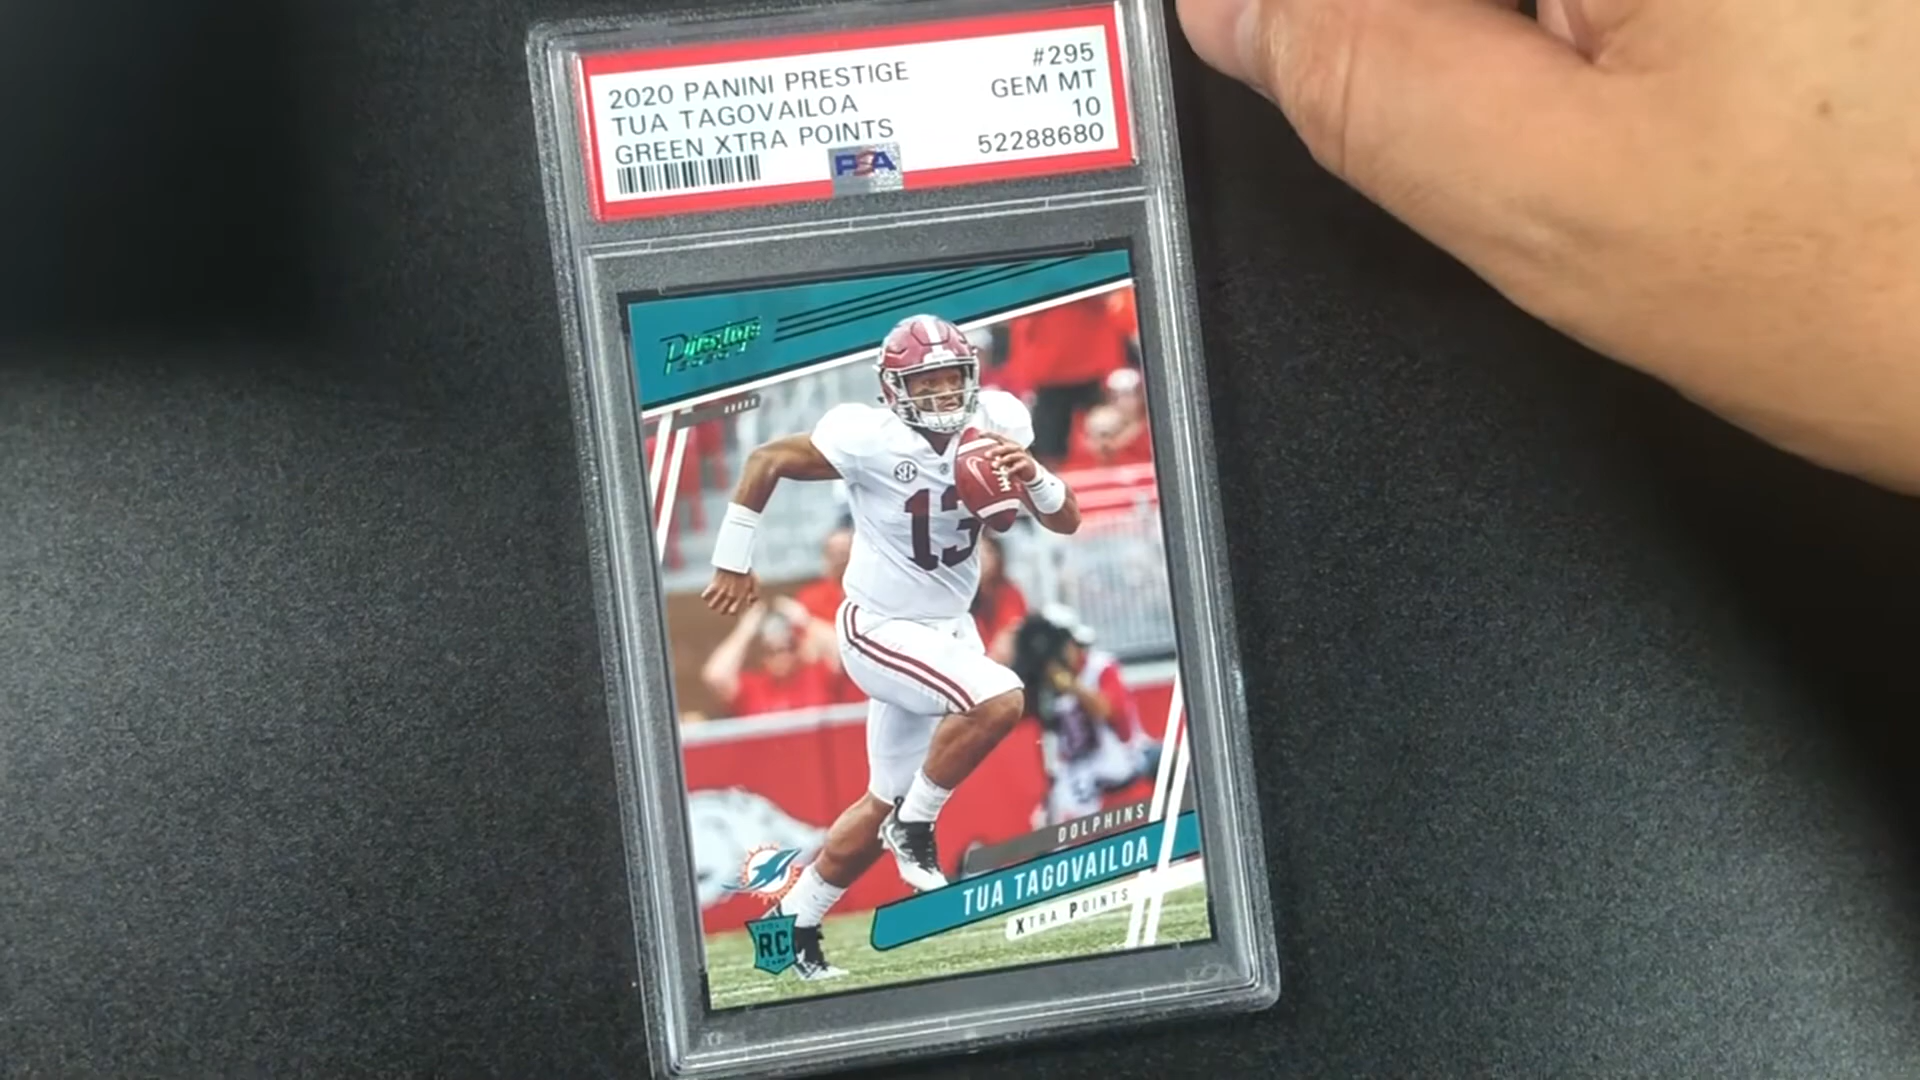 2020 PANINI PRESTIGE #295
TUA TAGOVAILOA GEM MT
GREEN XTRA POINTS 10
52288680
PSA
Prestige
SEC
13
DOLPHINS
TUA TAGOVAILOA
XTRA POINTS
RC